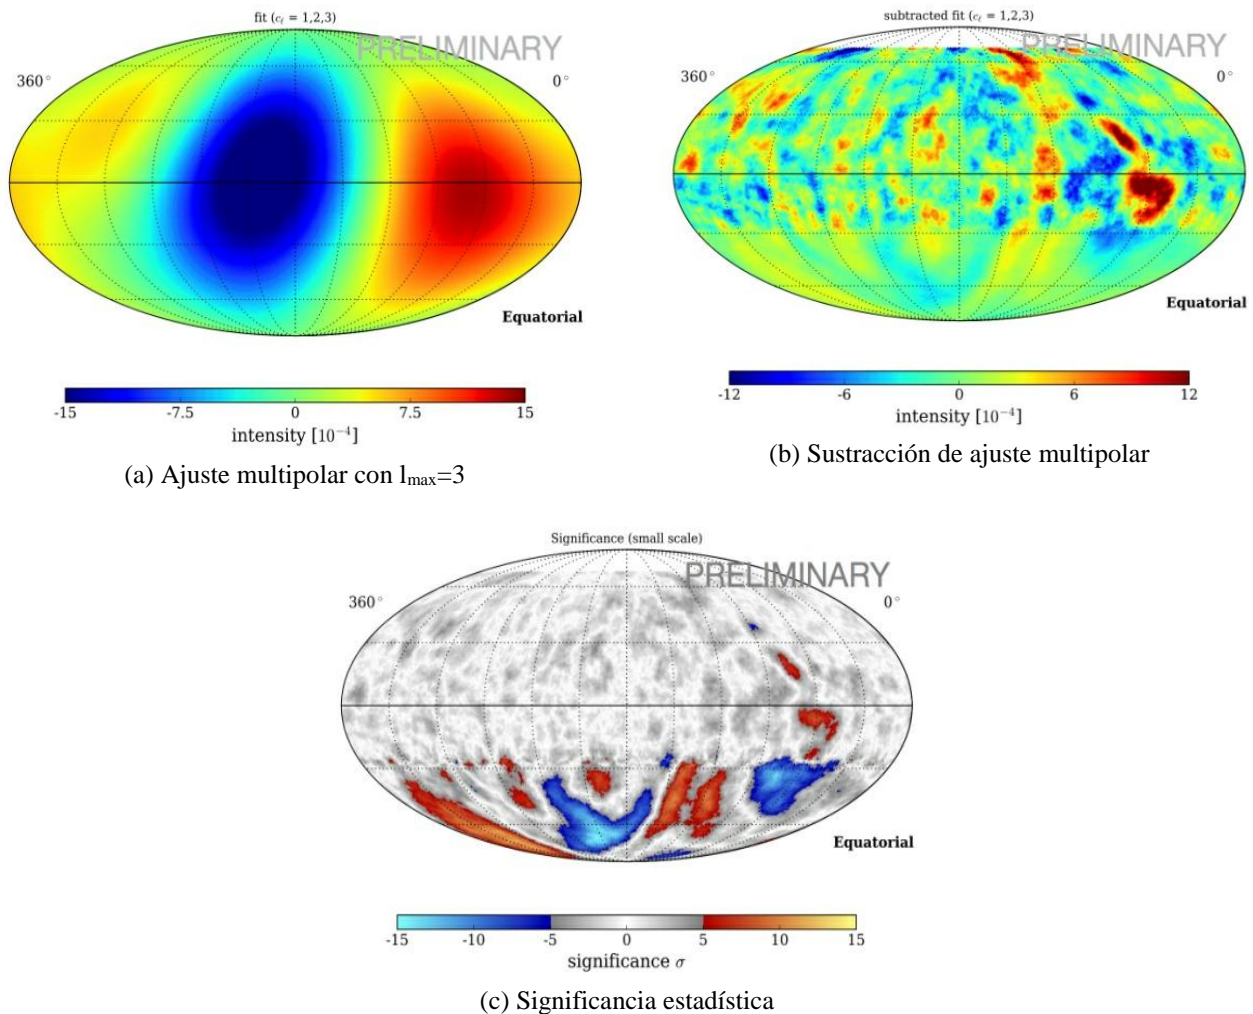 fit (cℓ = 1,2,3)
PRELIMINARY
360°
0°
Equatorial
-15 -7.5 0 7.5 15
intensity [10⁻⁴]
(a) Ajuste multipolar con lmax=3
subtracted fit (cℓ = 1,2,3)
PRELIMINARY
360°
0°
Equatorial
-12 -6 0 6 12
intensity [10⁻⁴]
(b) Sustracción de ajuste multipolar
Significance (small scale)
PRELIMINARY
360°
0°
Equatorial
-15 -10 -5 0 5 10 15
significance σ
(c) Significancia estadística